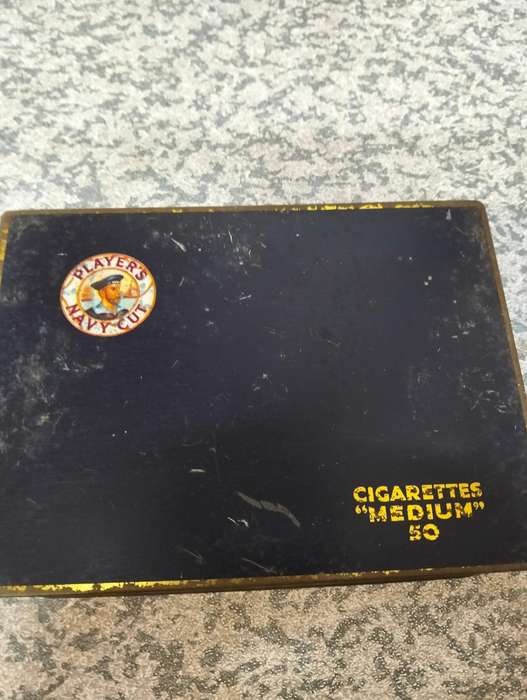 PLAYER'S
NAVY CUT
CIGARETTES
"MEDIUM"
50